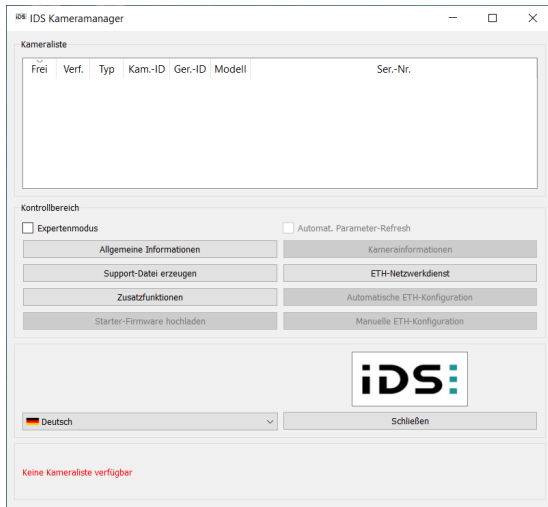 iDS IDS Kameramanager
Kameraliste
Frei Verf. Typ Kam.-ID Ger.-ID Modell Ser.-Nr.
Kontrollbereich
Expertenmodus Automat. Parameter-Refresh
Allgemeine Informationen Kamerainformationen
Support-Datei erzeugen ETH-Netzwerkdienst
Zusatzfunktionen Automatische ETH-Konfiguration
Starter-Firmware hochladen Manuelle ETH-Konfiguration
iDS
Deutsch Schließen
Keine Kameraliste verfügbar